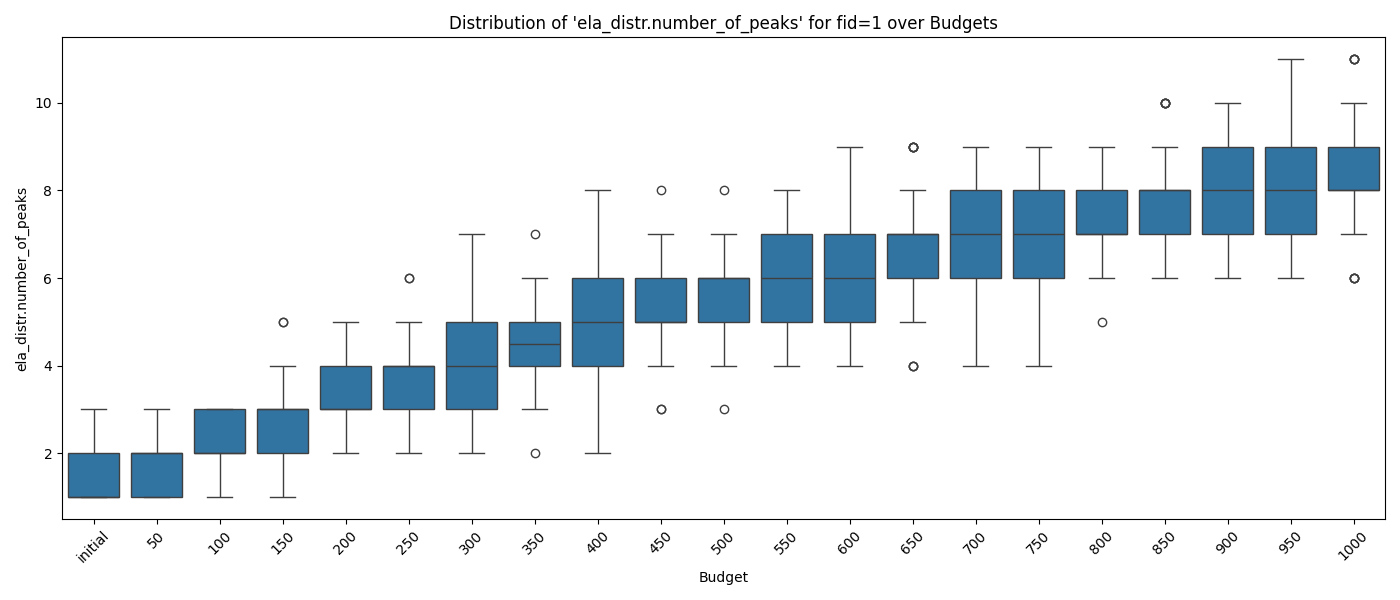 Distribution of 'ela_distr.number_of_peaks' for fid=1 over Budgets
ela_distr.number_of_peaks
10
8
6
4
2
initial 50 100 150 200 250 300 350 400 450 500 550 600 650 700 750 800 850 900 950 1000
Budget